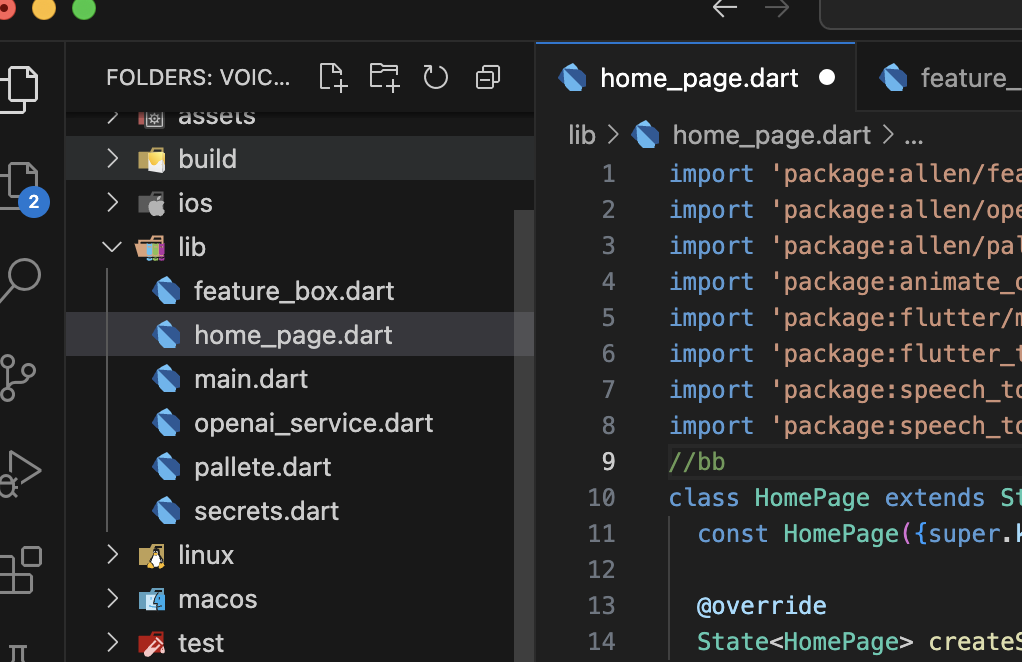 FOLDERS: VOIC...
assets
build
ios
lib
feature_box.dart
home_page.dart
main.dart
openai_service.dart
pallete.dart
secrets.dart
linux
macos
test
2
home_page.dart
feature_
lib > home_page.dart > ...
1 import 'package:allen/fea
2 import 'package:allen/ope
3 import 'package:allen/pal
4 import 'package:animate_
5 import 'package:flutter/m
6 import 'package:flutter_t
7 import 'package:speech_to
8 import 'package:speech_to
9 //bb
10 class HomePage extends St
11 const HomePage({super.k
12
13 @override
14 State<HomePage> createS